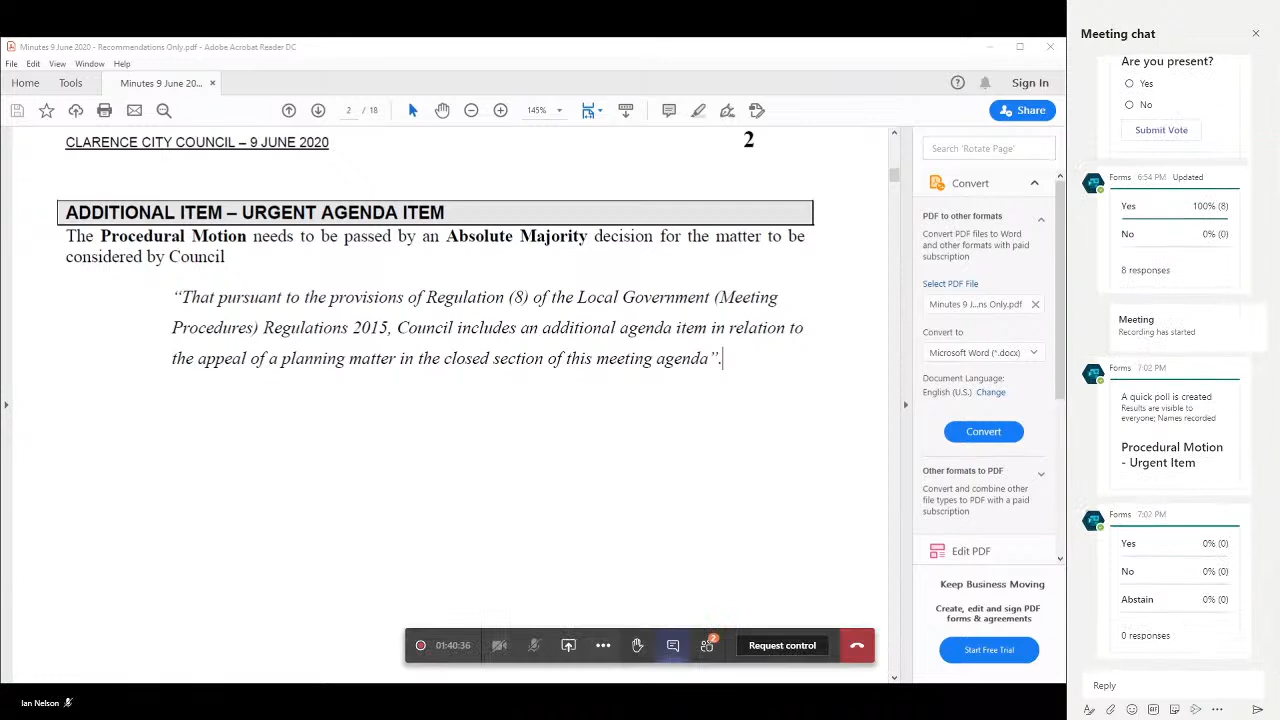 Minutes 9 June 2020 - Recommendations Only.pdf - Adobe Acrobat Reader DC
File Edit View Window Help
Home Tools Minutes 9 June 20... × Sign In
2 / 18 145% Share
CLARENCE CITY COUNCIL – 9 JUNE 2020 2
ADDITIONAL ITEM – URGENT AGENDA ITEM
The Procedural Motion needs to be passed by an Absolute Majority decision for the matter to be
considered by Council
“That pursuant to the provisions of Regulation (8) of the Local Government (Meeting
Procedures) Regulations 2015, Council includes an additional agenda item in relation to
the appeal of a planning matter in the closed section of this meeting agenda”.
Search 'Rotate Page'
Convert
PDF to other formats
Convert PDF files to Word
and other formats with paid
subscription
Select PDF File
Minutes 9 J...ns Only.pdf
Convert to
Microsoft Word (*.docx)
Document Language:
English (U.S.) Change
Convert
Other formats to PDF
Convert and combine other
file types to PDF with a paid
subscription
Edit PDF
Keep Business Moving
Create, edit and sign PDF
forms & agreements
Start Free Trial
01:40:36 2 Request control
Ian Nelson
Meeting chat
Are you present?
Yes
No
Submit Vote
Forms 6:54 PM Updated
Yes 100% (8)
No 0% (0)
8 responses
Meeting
Recording has started
Forms 7:02 PM
A quick poll is created
Results are visible to
everyone; Names recorded
Procedural Motion
- Urgent Item
Forms 7:02 PM
Yes 0% (0)
No 0% (0)
Abstain 0% (0)
0 responses
Reply